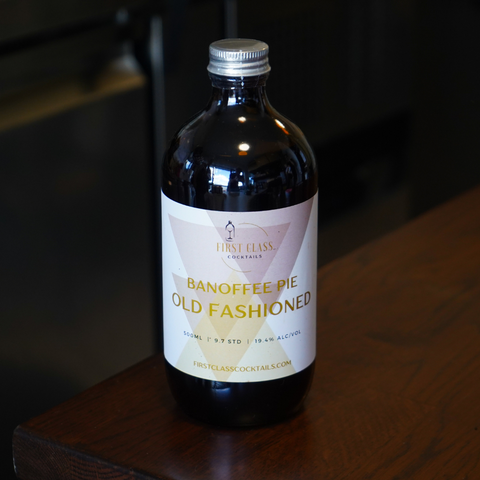 FIRST CLASS
COCKTAILS
BANOFFEE PIE
OLD FASHIONED
500ML | 9.7 STD | 19.4% ALC/VOL
FIRSTCLASSCOCKTAILS.COM